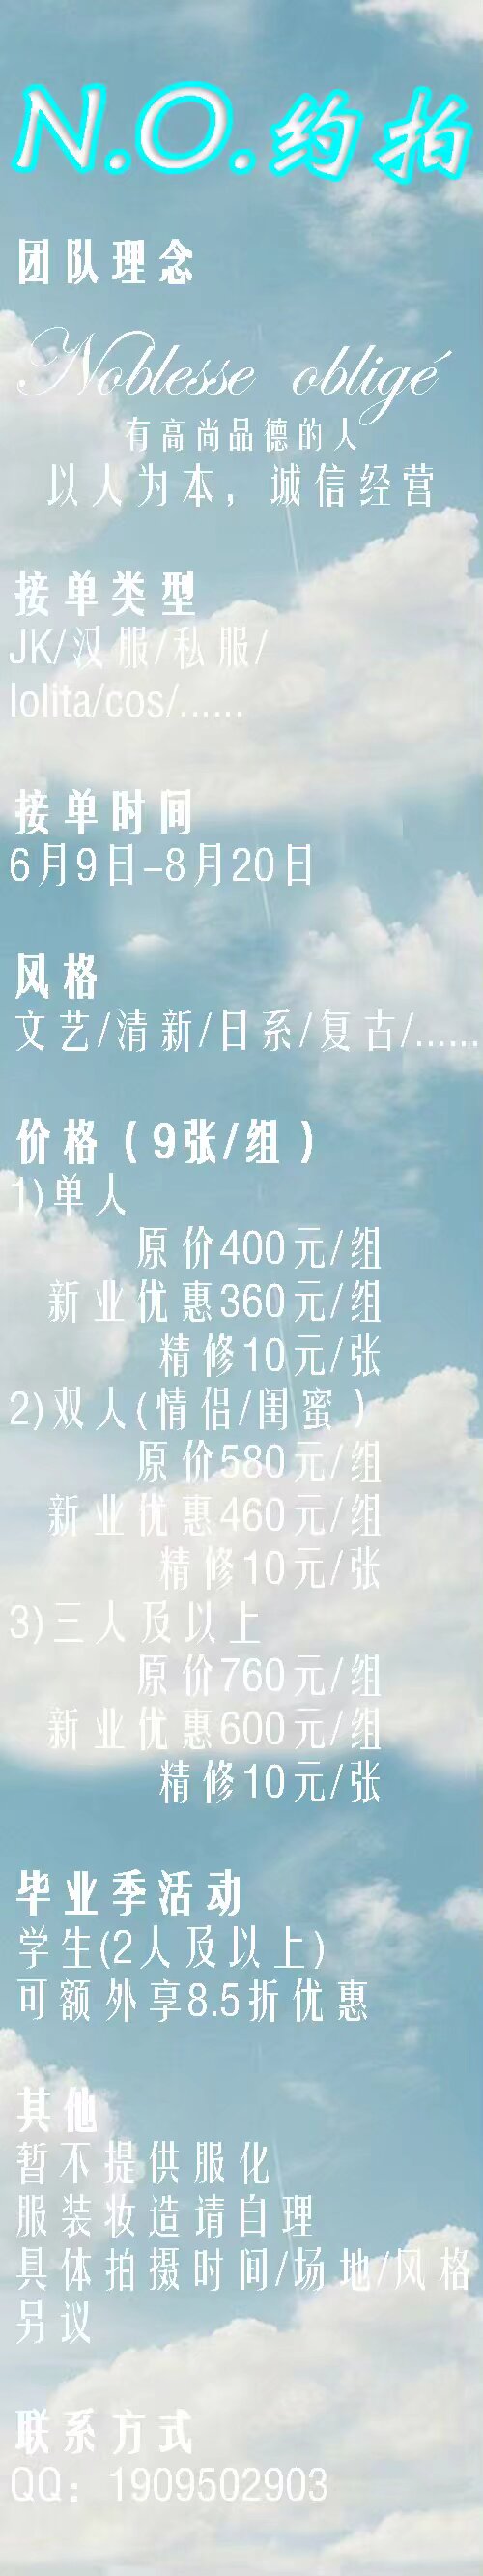 N.O.约拍
团队理念
Noblesse obligé
有高尚品德的人
以人为本，诚信经营
接单类型
JK/汉服/私服/
lolita/cos/......
接单时间
6月9日-8月20日
风格
文艺/清新/日系/复古/......
价格（9张/组）
1)单人
原价400元/组
新业优惠360元/组
精修10元/张
2)双人(情侣/闺蜜）
原价580元/组
新业优惠460元/组
精修10元/张
3)三人及以上
原价760元/组
新业优惠600元/组
精修10元/张
毕业季活动
学生(2人及以上)
可额外享8.5折优惠
其他
暂不提供服化
服装妆造请自理
具体拍摄时间/场地/风格
另议
联系方式
QQ：1909502903